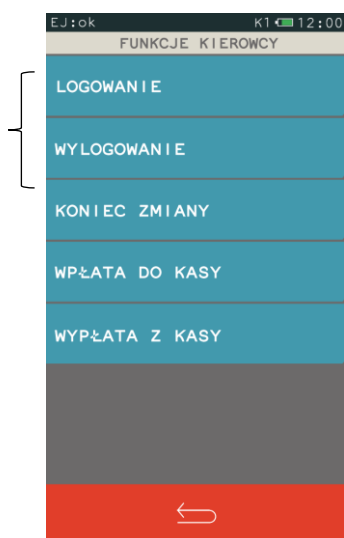 EJ:ok K1 12:00
FUNKCJE KIEROWCY
LOGOWANIE
WYLOGOWANIE
KONIEC ZMIANY
WPŁATA DO KASY
WYPŁATA Z KASY